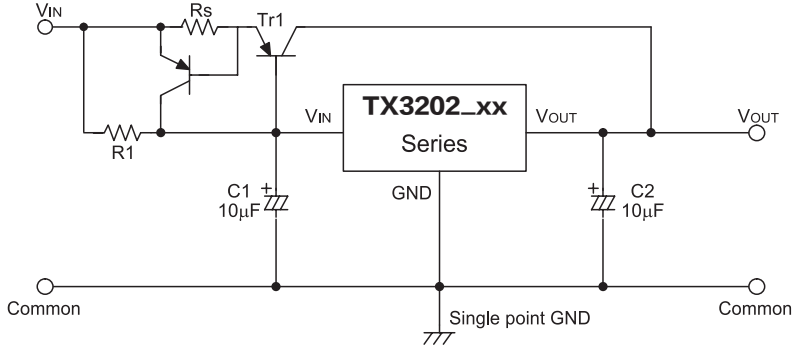 VIN
Rs
Tr1
R1
VIN
TX3202_xx
Series
VOUT
VOUT
GND
C1
10μF
C2
10μF
Common
Single point GND
Common